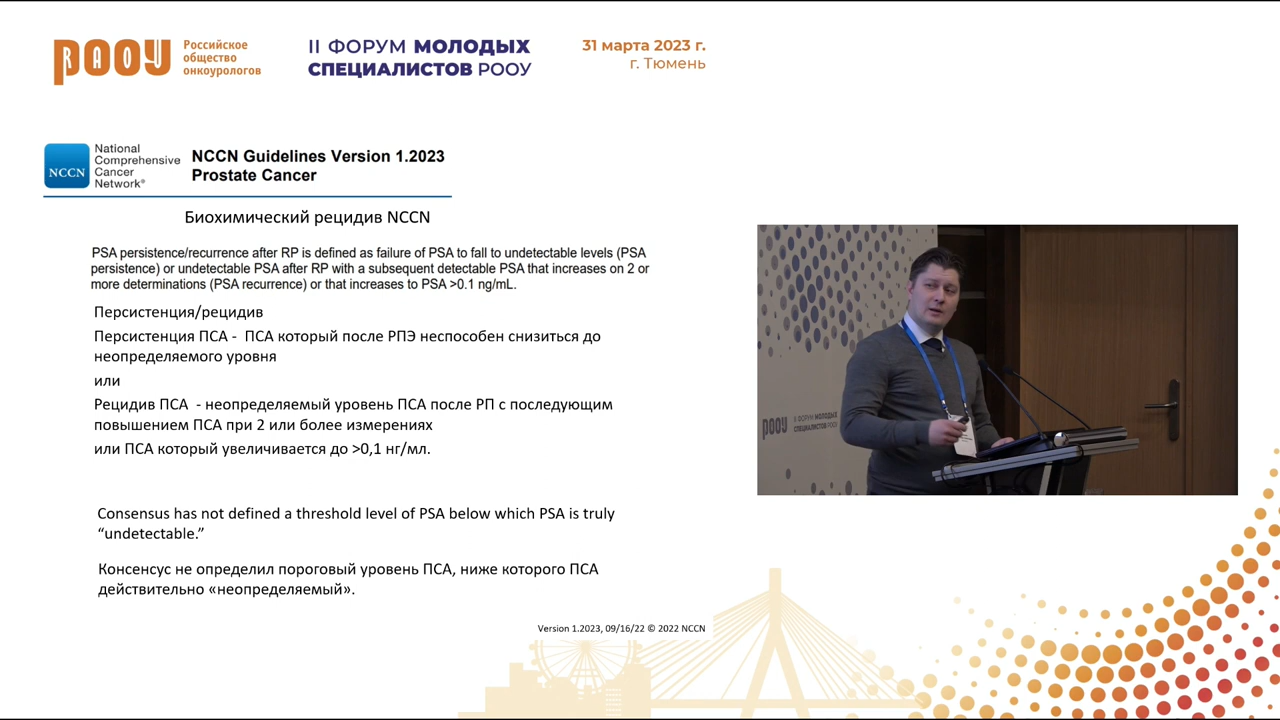 РООУ
RAOU
Российское
общество
онкоурологов
II ФОРУМ МОЛОДЫХ
СПЕЦИАЛИСТОВ РООУ
31 марта 2023 г.
г. Тюмень
NCCN
National
Comprehensive
Cancer
Network®
NCCN Guidelines Version 1.2023
Prostate Cancer
Биохимический рецидив NCCN
PSA persistence/recurrence after RP is defined as failure of PSA to fall to undetectable levels (PSA
persistence) or undetectable PSA after RP with a subsequent detectable PSA that increases on 2 or
more determinations (PSA recurrence) or that increases to PSA >0.1 ng/mL.
Персистенция/рецидив
Персистенция ПСА - ПСА который после РПЭ неспособен снизиться до
неопределяемого уровня
или
Рецидив ПСА - неопределяемый уровень ПСА после РП с последующим
повышением ПСА при 2 или более измерениях
или ПСА который увеличивается до >0,1 нг/мл.
Consensus has not defined a threshold level of PSA below which PSA is truly
“undetectable.”
Консенсус не определил пороговый уровень ПСА, ниже которого ПСА
действительно «неопределяемый».
Version 1.2023, 09/16/22 © 2022 NCCN
РООУ
II ФОРУМ МОЛОДЫХ
СПЕЦИАЛИСТОВ РООУ